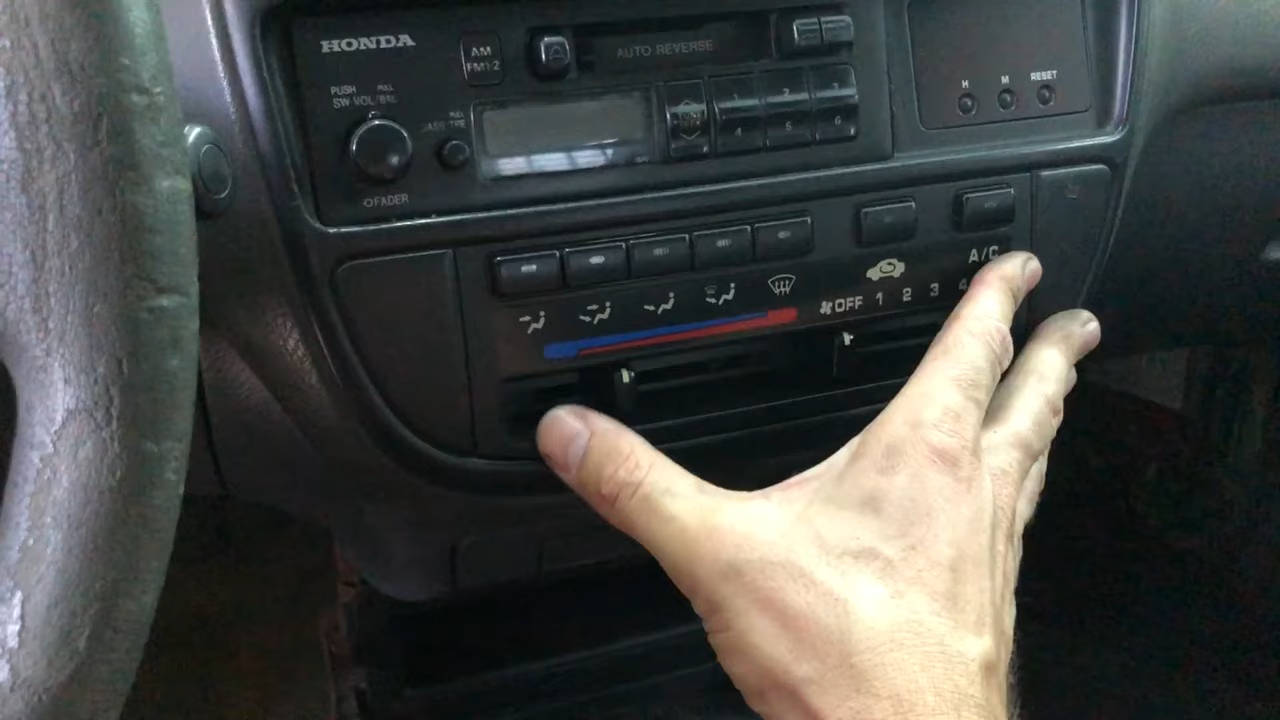 HONDA
AM
FM1·2
AUTO REVERSE
PUSH PULL
SW·VOL/BAL
PULL
FADER
1 2 3
4 5 6
H M RESET
A/C
OFF 1 2 3 4